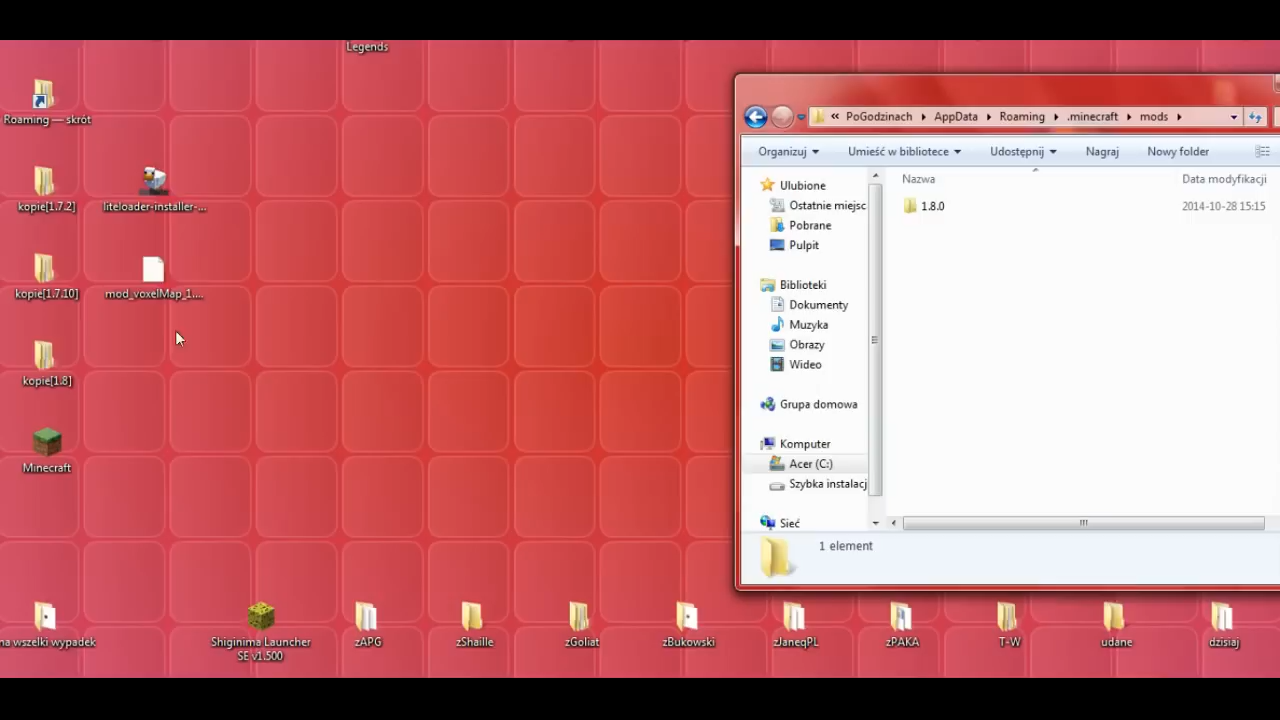 Legends
Roaming — skrót
kopie[1.7.2]
liteloader-installer-...
kopie[1.7.10]
mod_voxelMap_1....
kopie[1.8]
Minecraft
« PoGodzinach AppData Roaming .minecraft mods
Organizuj Umieść w bibliotece Udostępnij Nagraj Nowy folder
Nazwa Data modyfikacji
1.8.0 2014-10-28 15:15
Ulubione
Ostatnie miejsc
Pobrane
Pulpit
Biblioteki
Dokumenty
Muzyka
Obrazy
Wideo
Grupa domowa
Komputer
Acer (C:)
Szybka instalacj
Sieć
1 element
na wszelki wypadek
Shiginima Launcher
SE v1.500
zAPG
zShaille
zGoliat
zBukowski
zJaneqPL
zPAKA
T-W
udane
dzisiaj